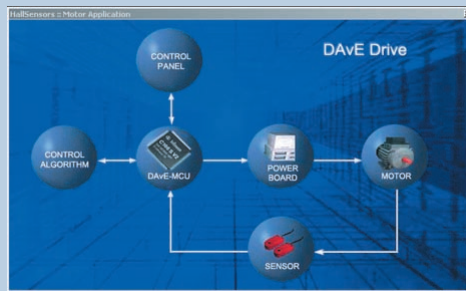 HallSensors :: Motor Application
DAvE Drive
CONTROL
PANEL
CONTROL
ALGORITHM
DAvE-MCU
POWER
BOARD
MOTOR
SENSOR